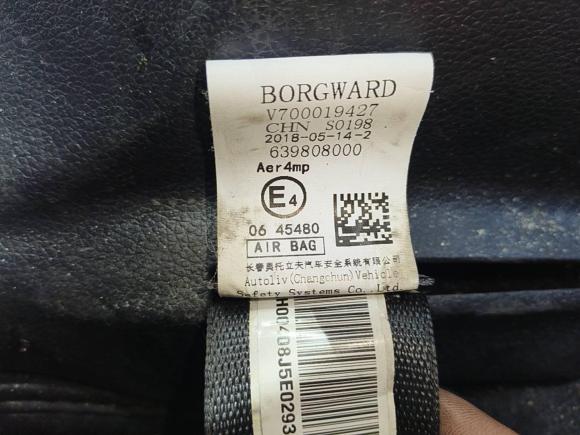 BORGWARD
V700019427
CHN S0198
2018-05-14-2
639808000
Aer4mp
E4
06 45480
AIR BAG
长春奥托立夫汽车安全系统有限公司
Autoliv(Changchun)Vehicle
Safety Systems Co.,Ltd.
H00408J5E0293